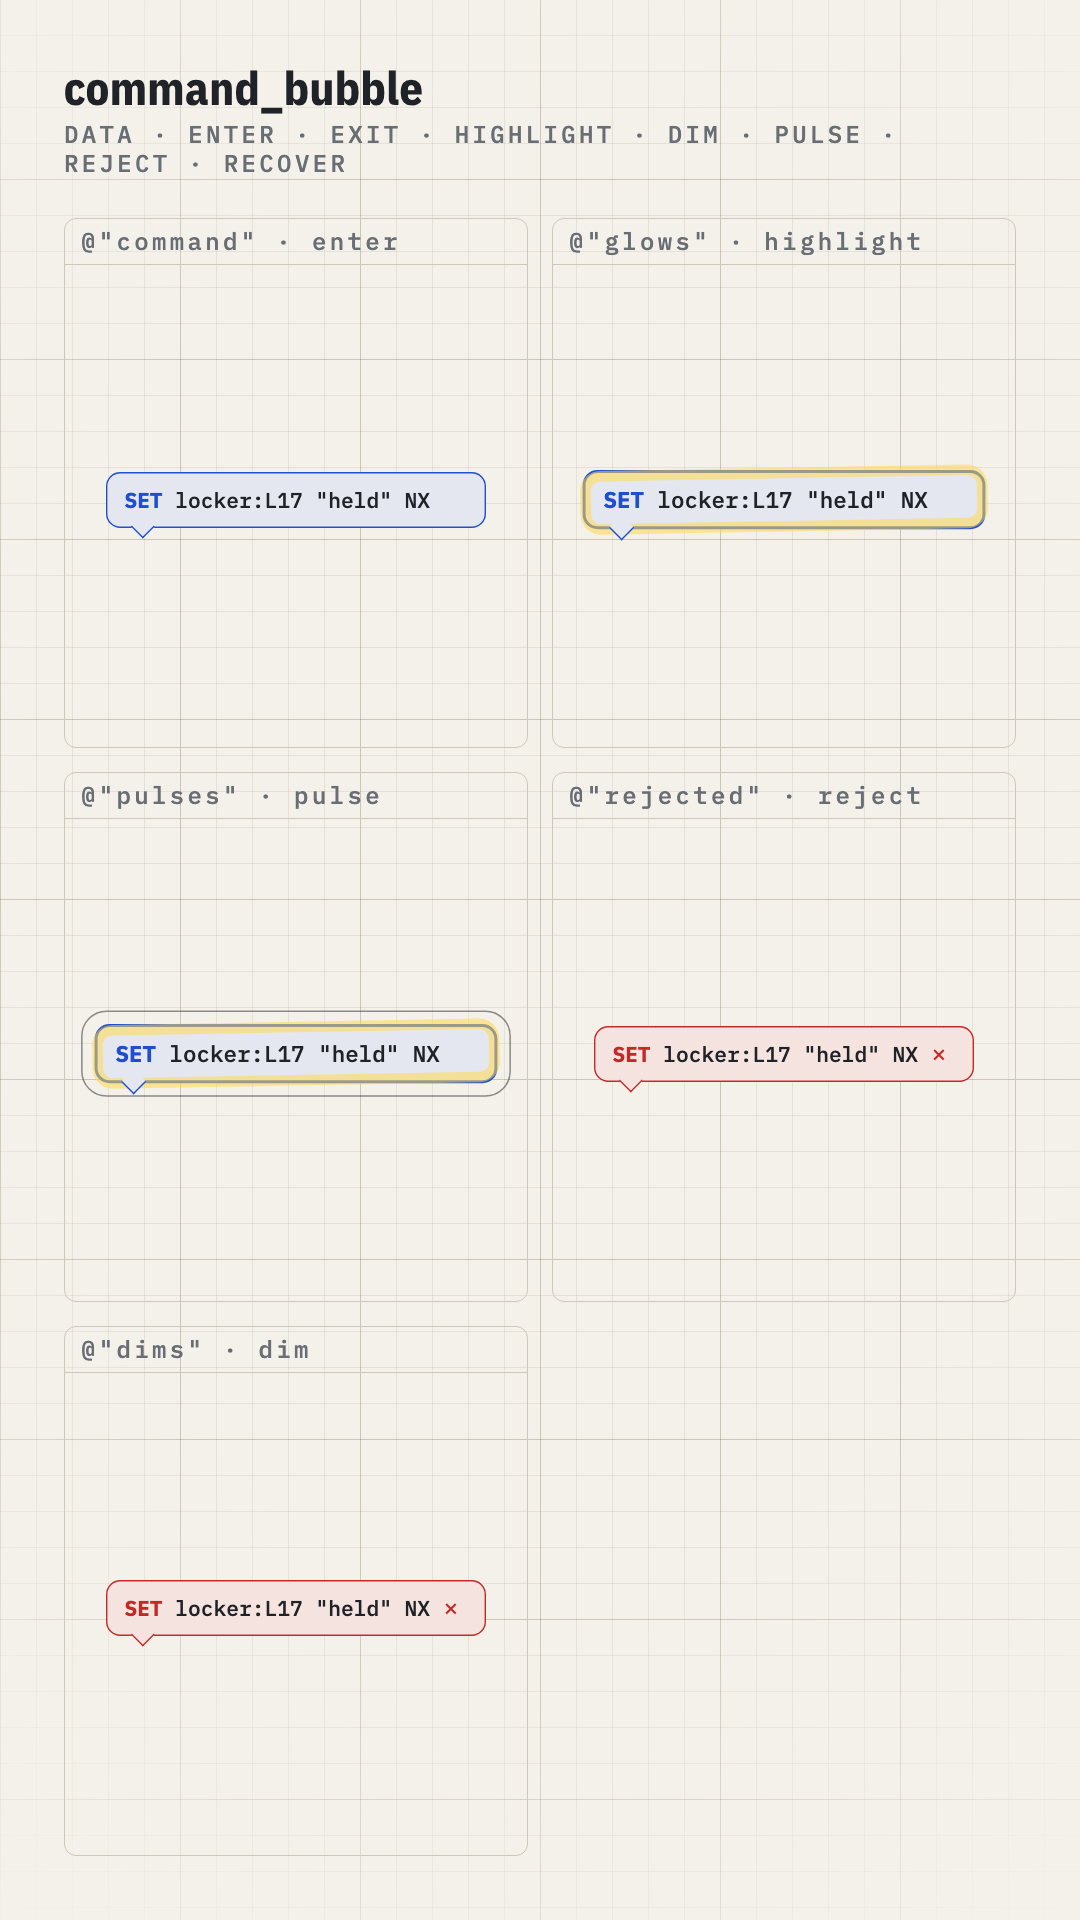 command_bubble
DATA · ENTER · EXIT · HIGHLIGHT · DIM · PULSE ·
REJECT · RECOVER
@"command" · enter
@"glows" · highlight
SET locker:L17 "held" NX
SET locker:L17 "held" NX
@"pulses" · pulse
@"rejected" · reject
SET locker:L17 "held" NX
SET locker:L17 "held" NX ×
@"dims" · dim
SET locker:L17 "held" NX ×